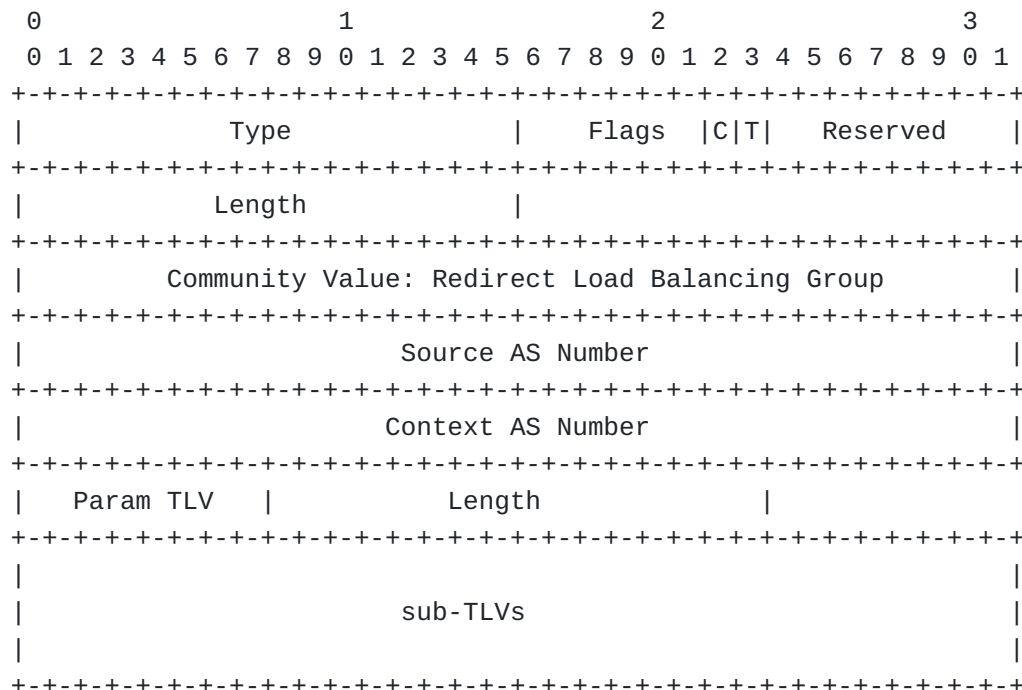 0                   1                   2                   3
0 1 2 3 4 5 6 7 8 9 0 1 2 3 4 5 6 7 8 9 0 1 2 3 4 5 6 7 8 9 0 1
+-+-+-+-+-+-+-+-+-+-+-+-+-+-+-+-+-+-+-+-+-+-+-+-+-+-+-+-+-+-+-+-+
|             Type              |    Flags  |C|T|   Reserved    |
+-+-+-+-+-+-+-+-+-+-+-+-+-+-+-+-+-+-+-+-+-+-+-+-+-+-+-+-+-+-+-+-+
|            Length             |
+-+-+-+-+-+-+-+-+-+-+-+-+-+-+-+-+-+-+-+-+-+-+-+-+-+-+-+-+-+-+-+-+
|         Community Value: Redirect Load Balancing Group        |
+-+-+-+-+-+-+-+-+-+-+-+-+-+-+-+-+-+-+-+-+-+-+-+-+-+-+-+-+-+-+-+-+
|                        Source AS Number                       |
+-+-+-+-+-+-+-+-+-+-+-+-+-+-+-+-+-+-+-+-+-+-+-+-+-+-+-+-+-+-+-+-+
|                       Context AS Number                       |
+-+-+-+-+-+-+-+-+-+-+-+-+-+-+-+-+-+-+-+-+-+-+-+-+-+-+-+-+-+-+-+-+
|   Param TLV   |           Length              |
+-+-+-+-+-+-+-+-+-+-+-+-+-+-+-+-+-+-+-+-+-+-+-+-+-+-+-+-+-+-+-+-+
|                                                               |
|                        sub-TLVs                               |
|                                                               |
+-+-+-+-+-+-+-+-+-+-+-+-+-+-+-+-+-+-+-+-+-+-+-+-+-+-+-+-+-+-+-+-+